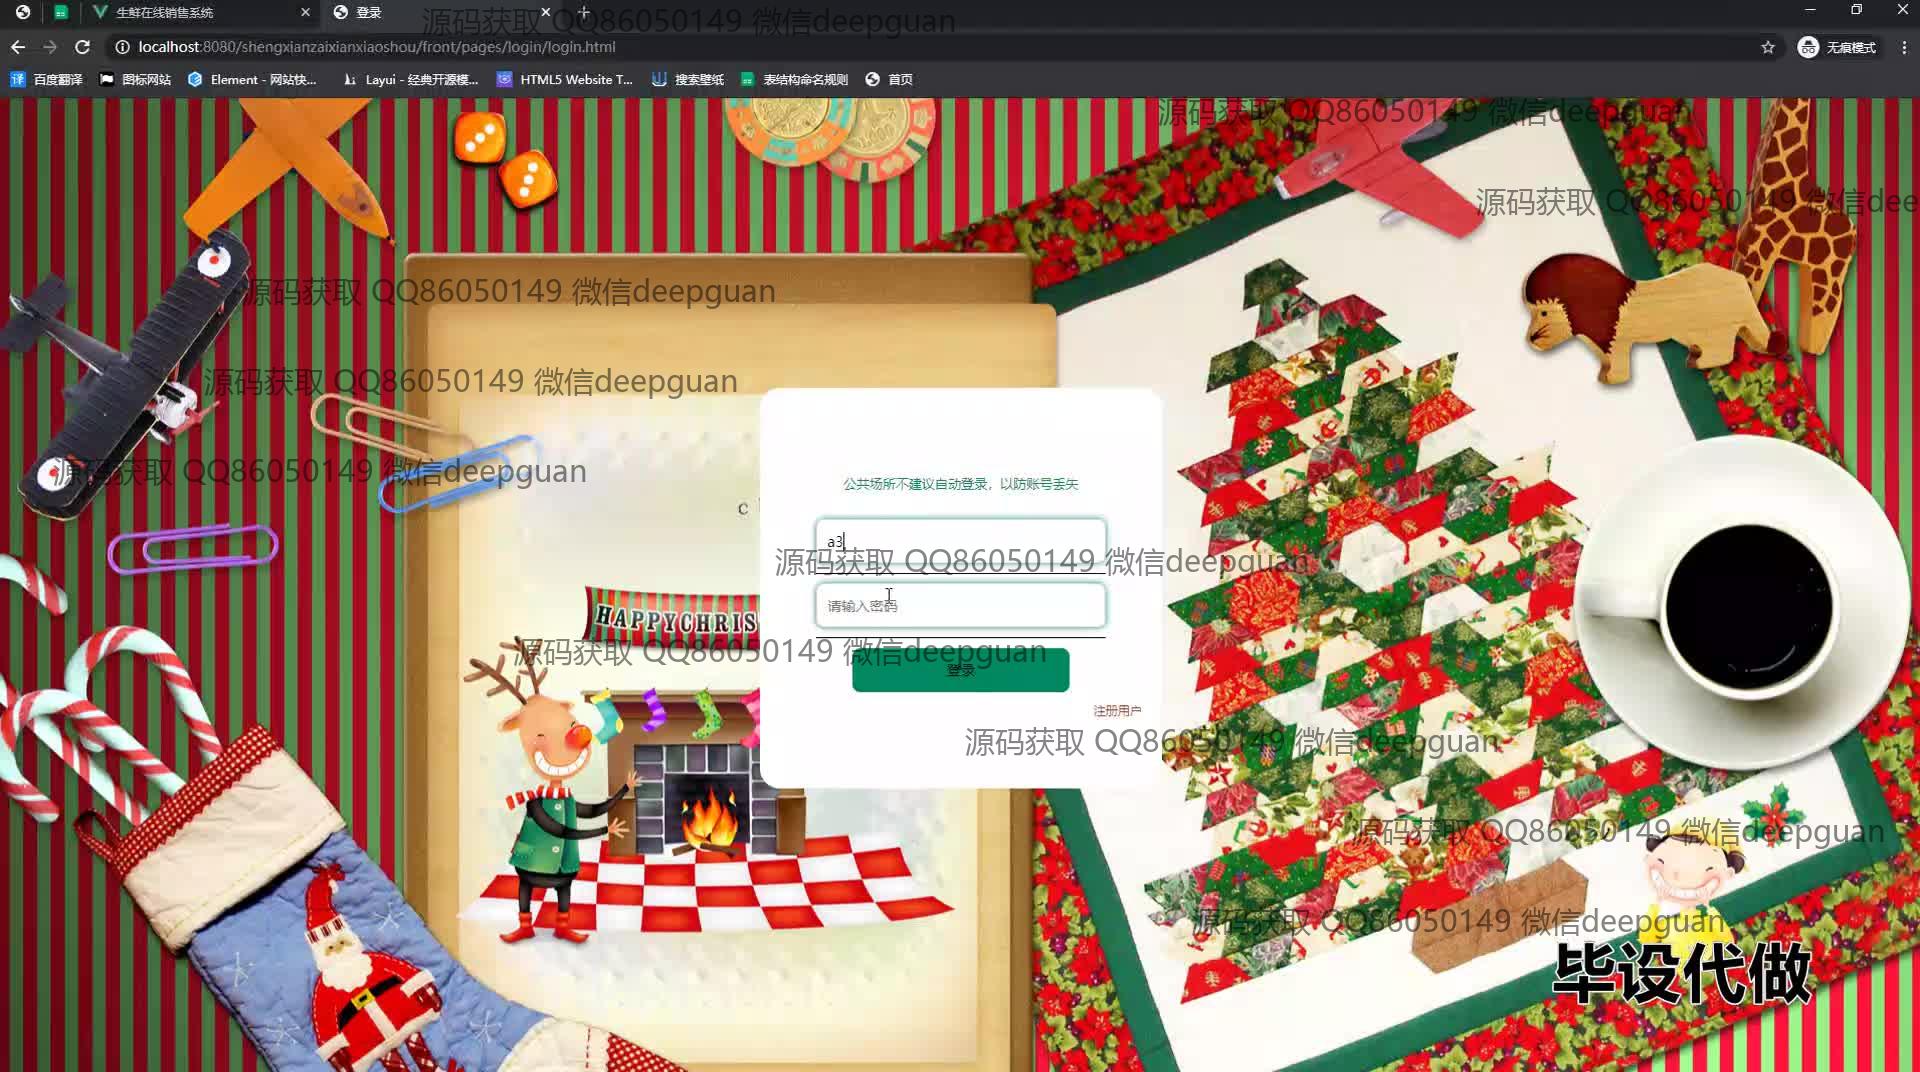 生鲜在线销售系统
登录
源码获取 QQ86050149 微信deepguan
localhost:8080/shengxianzaixianxiaoshou/front/pages/login/login.html
无痕模式
百度翻译
图标网站
Element - 网站快...
Layui - 经典开源模...
HTML5 Website T...
搜索壁纸
表结构命名规则
首页
源码获取 QQ86050149 微信deepguan
源码获取 QQ86050149 微信dee
源码获取 QQ86050149 微信deepguan
源码获取 QQ86050149 微信deepguan
源码获取 QQ86050149 微信deepguan
公共场所不建议自动登录，以防账号丢失
c
a3
源码获取 QQ86050149 微信deepguan
请输入密码
HAPPYCHRIS
源码获取 QQ86050149 微信deepguan
登录
注册用户
源码获取 QQ86050149 微信deepguan
源码获取 QQ86050149 微信deepguan
源码获取 QQ86050149 微信deepguan
毕设代做